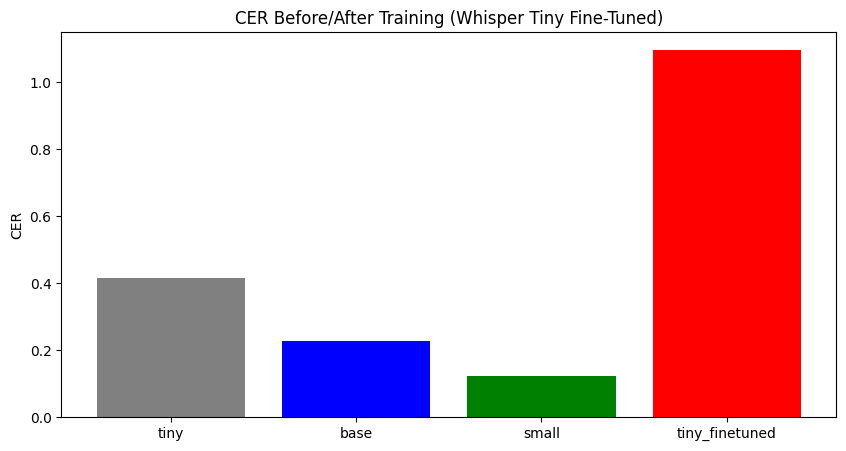 CER Before/After Training (Whisper Tiny Fine-Tuned)
CER
1.0
0.8
0.6
0.4
0.2
0.0
tiny
base
small
tiny_finetuned